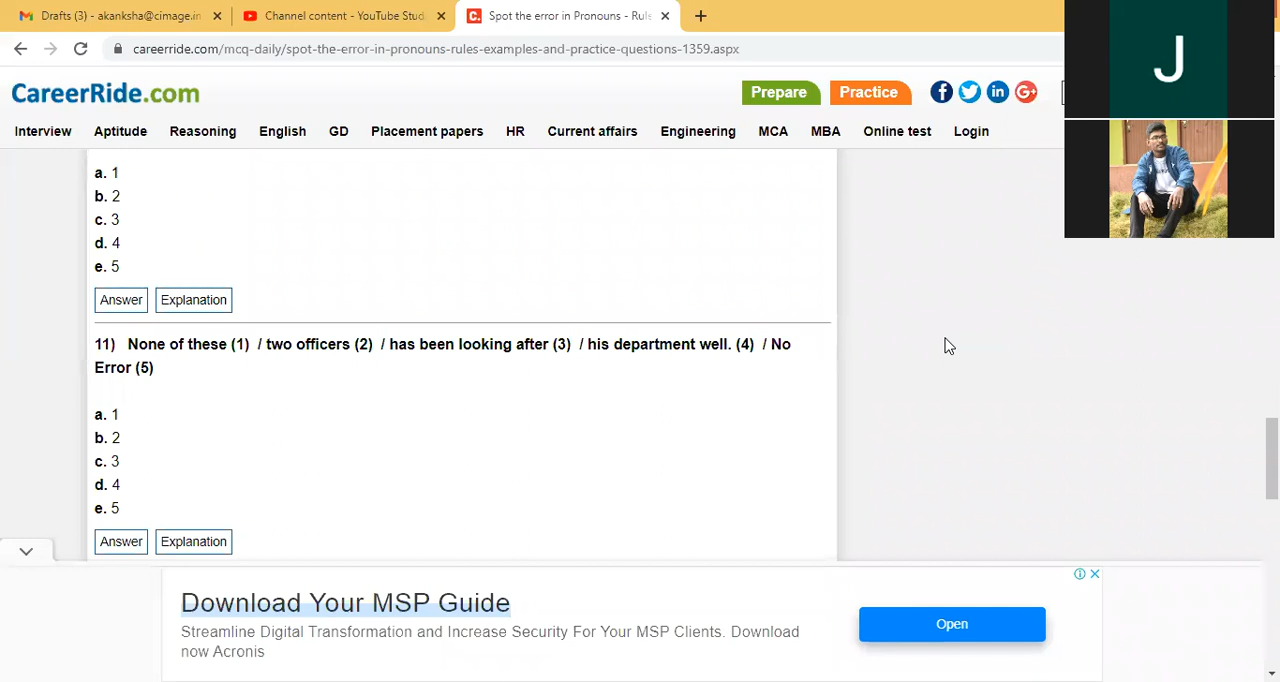 Drafts (3) - akanksha@cimage.in
Channel content - YouTube Stud
Spot the error in Pronouns - Rule
careerride.com/mcq-daily/spot-the-error-in-pronouns-rules-examples-and-practice-questions-1359.aspx
CareerRide.com
Prepare
Practice
Interview Aptitude Reasoning English GD Placement papers HR Current affairs Engineering MCA MBA Online test Login
a. 1
b. 2
c. 3
d. 4
e. 5
Answer Explanation
11) None of these (1) / two officers (2) / has been looking after (3) / his department well. (4) / No
Error (5)
a. 1
b. 2
c. 3
d. 4
e. 5
Answer Explanation
Download Your MSP Guide
Streamline Digital Transformation and Increase Security For Your MSP Clients. Download
now Acronis
Open
J